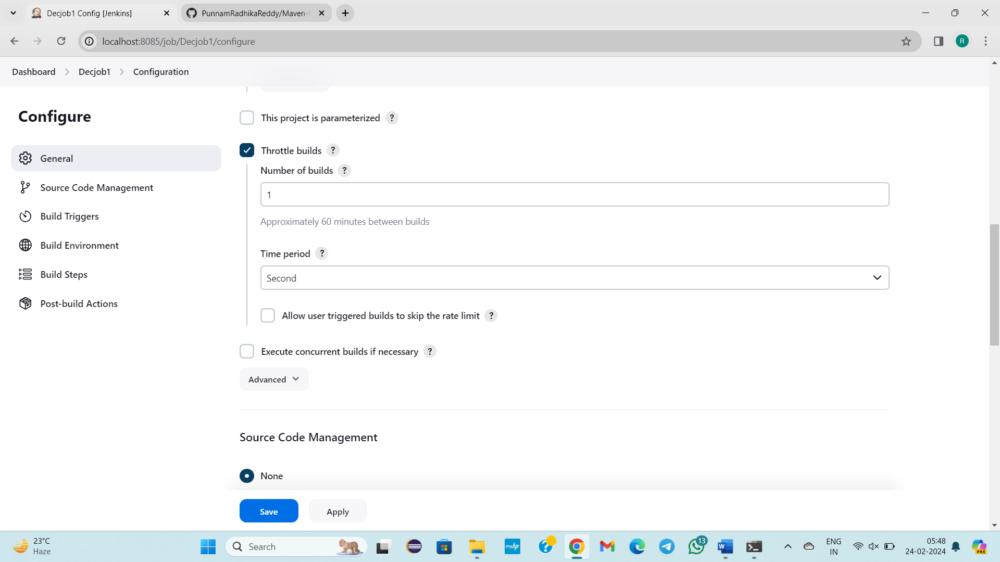 Decjob1 Config [Jenkins]
PunnamRadhikaReddy/Maven-
localhost:8085/job/Decjob1/configure
R
Dashboard
Decjob1
Configuration
Configure
General
Source Code Management
Build Triggers
Build Environment
Build Steps
Post-build Actions
This project is parameterized ?
Throttle builds ?
Number of builds ?
1
Approximately 60 minutes between builds
Time period ?
Second
Allow user triggered builds to skip the rate limit ?
Execute concurrent builds if necessary ?
Advanced
Source Code Management
None
Save
Apply
23°C
Haze
Search
myhp
?
13
W
ENG
IN
05:48
24-02-2024
PRE